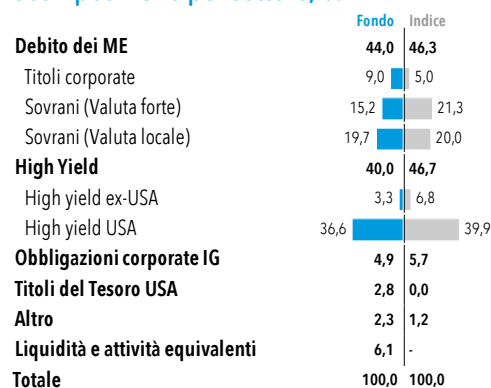 Fondo Indice
Debito dei ME 44,0 46,3
Titoli corporate 9,0 5,0
Sovrani (Valuta forte) 15,2 21,3
Sovrani (Valuta locale) 19,7 20,0
High Yield 40,0 46,7
High yield ex-USA 3,3 6,8
High yield USA 36,6 39,9
Obbligazioni corporate IG 4,9 5,7
Titoli del Tesoro USA 2,8 0,0
Altro 2,3 1,2
Liquidità e attività equivalenti 6,1 -
Totale 100,0 100,0